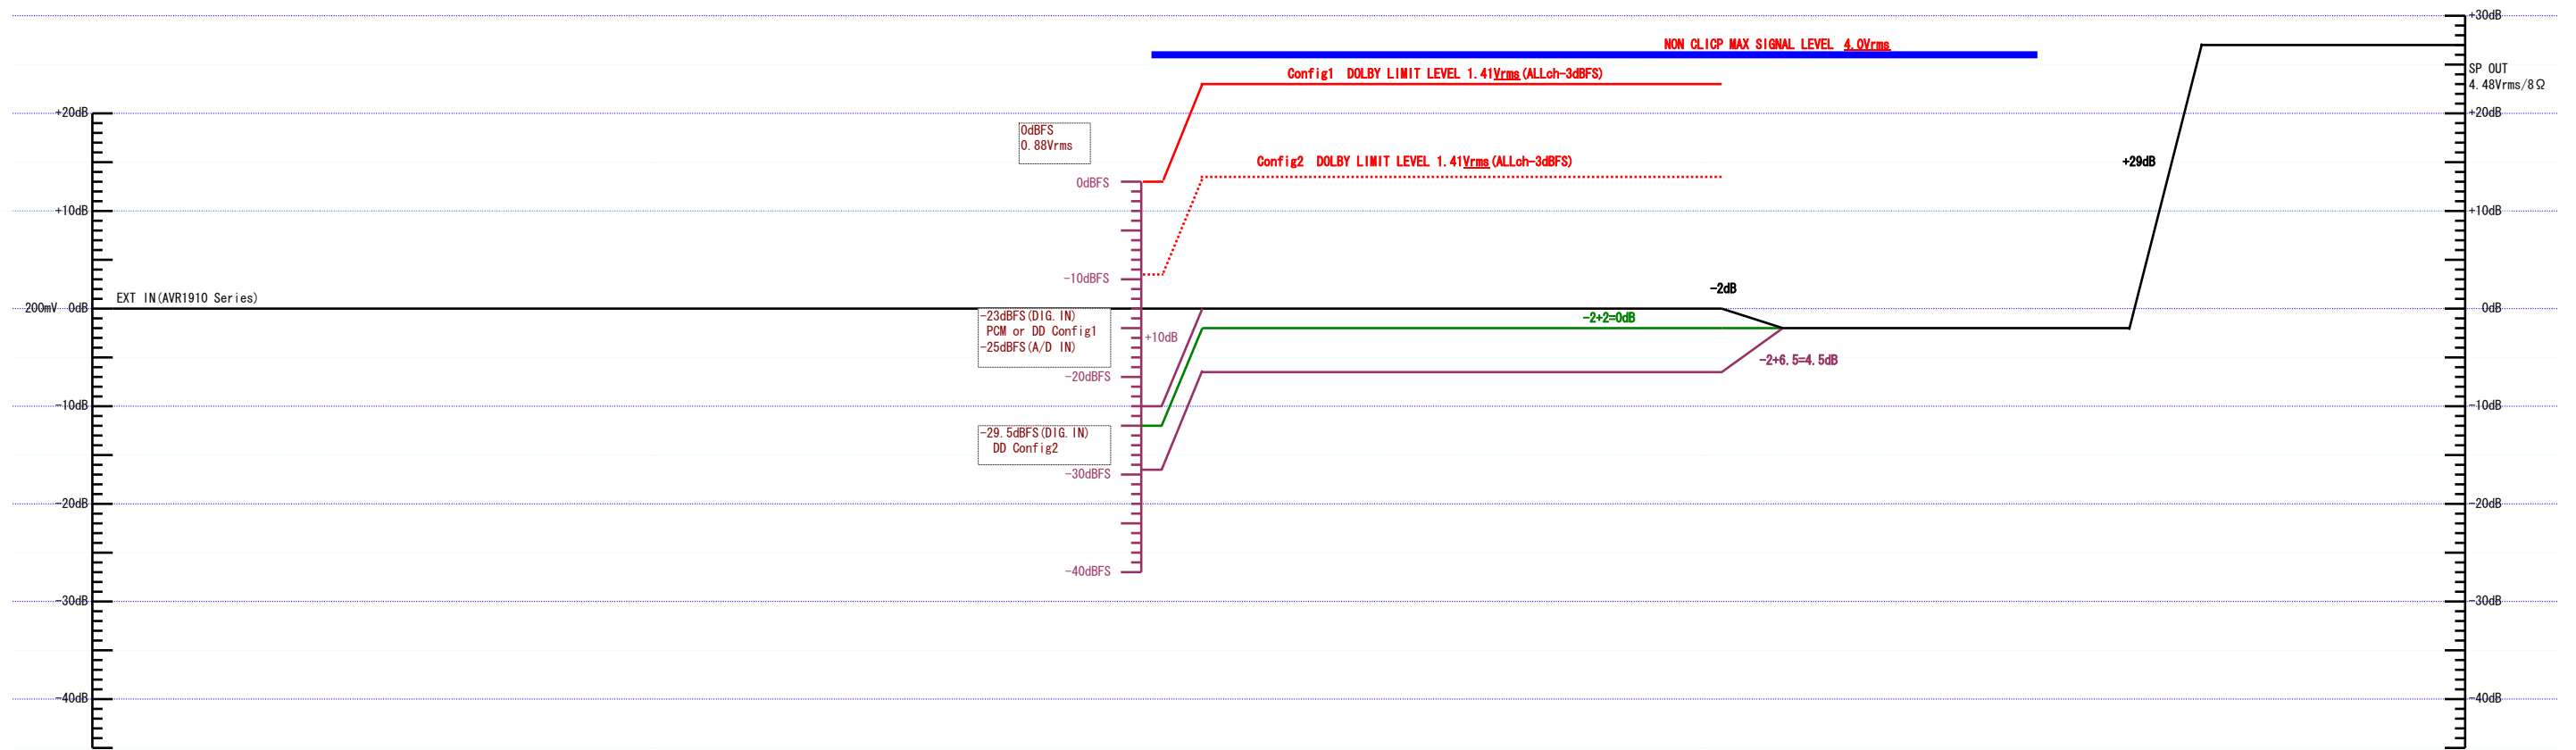 +30dB
NON CLICP MAX SIGNAL LEVEL 4.0Vrms
SP OUT
4.48Vrms/8Ω
Config1 DOLBY LIMIT LEVEL 1.41Vrms(ALLch-3dBFS)
+20dB
+20dB
0dBFS
0.88Vrms
Config2 DOLBY LIMIT LEVEL 1.41Vrms(ALLch-3dBFS)
+29dB
0dBFS
+10dB
+10dB
-10dBFS
-2dB
EXT IN(AVR1910 Series)
200mV 0dB
0dB
-23dBFS(DIG.IN)
PCM or DD Config1
-25dBFS(A/D IN)
-2+2=0dB
+10dB
-2+6.5=4.5dB
-20dBFS
-10dB
-10dB
-29.5dBFS(DIG.IN)
DD Config2
-30dBFS
-20dB
-20dB
-40dBFS
-30dB
-30dB
-40dB
-40dB